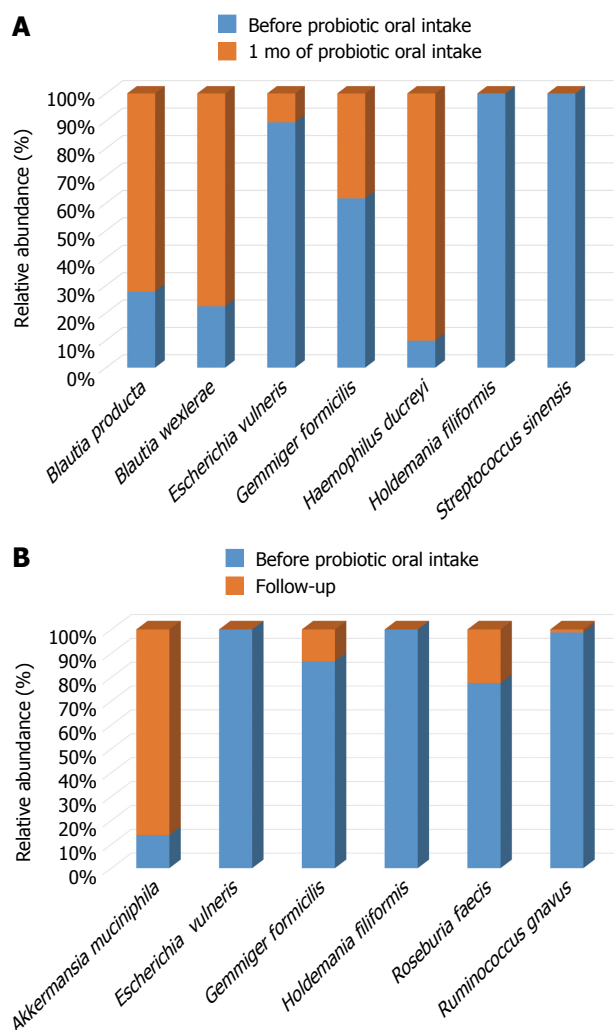 A
Before probiotic oral intake
1 mo of probiotic oral intake
Relative abundance (%)
100%
90%
80%
70%
60%
50%
40%
30%
20%
10%
0%
Blautia producta
Blautia wexlerae
Escherichia vulneris
Gemmiger formicilis
Haemophilus ducreyi
Holdemania filiformis
Streptococcus sinensis
B
Before probiotic oral intake
Follow-up
Relative abundance (%)
100%
90%
80%
70%
60%
50%
40%
30%
20%
10%
0%
Akkermansia muciniphila
Escherichia vulneris
Gemmiger formicilis
Holdemania filiformis
Roseburia faecis
Ruminococcus gnavus